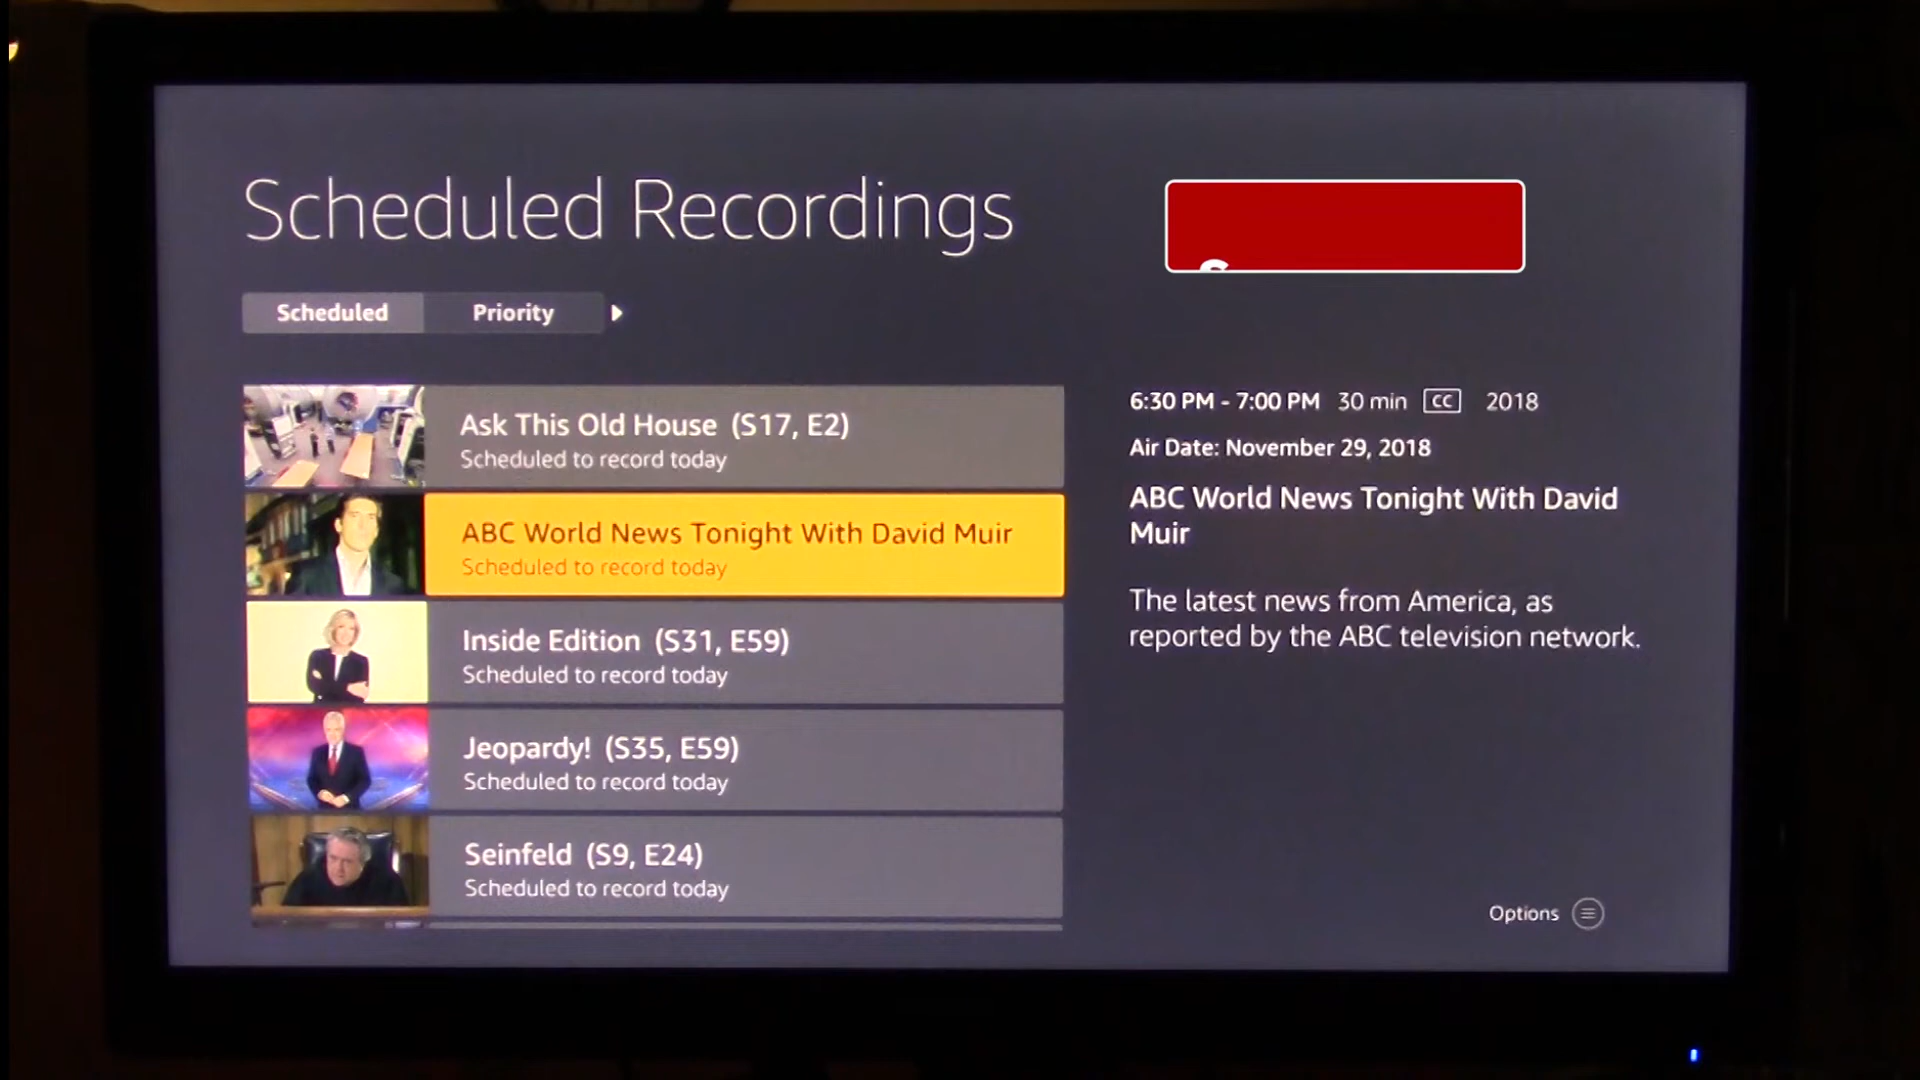 Scheduled Recordings
Scheduled
Priority
Ask This Old House (S17, E2)
Scheduled to record today
ABC World News Tonight With David Muir
Scheduled to record today
Inside Edition (S31, E59)
Scheduled to record today
Jeopardy! (S35, E59)
Scheduled to record today
Seinfeld (S9, E24)
Scheduled to record today
6:30 PM - 7:00 PM 30 min CC 2018
Air Date: November 29, 2018
ABC World News Tonight With David
Muir
The latest news from America, as
reported by the ABC television network.
Options